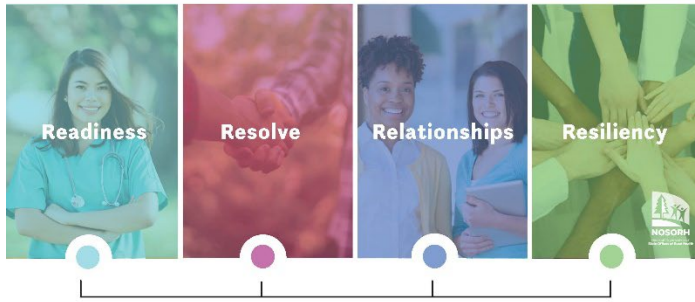 Readiness
Resolve
Relationships
Resiliency
NOSORH